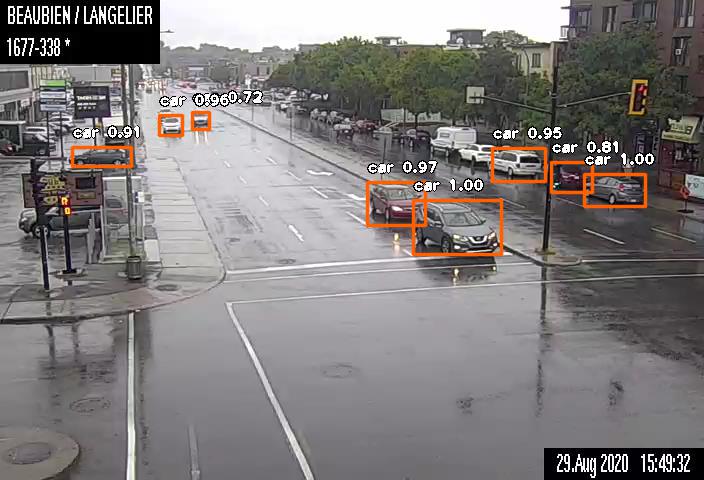 BEAUBIEN / LANGELIER
1677-338 *
car 0.96
0.72
car 0.91
car 0.95
car 0.81
car 1.00
car 0.97
car 1.00
29.Aug 2020 15:49:32